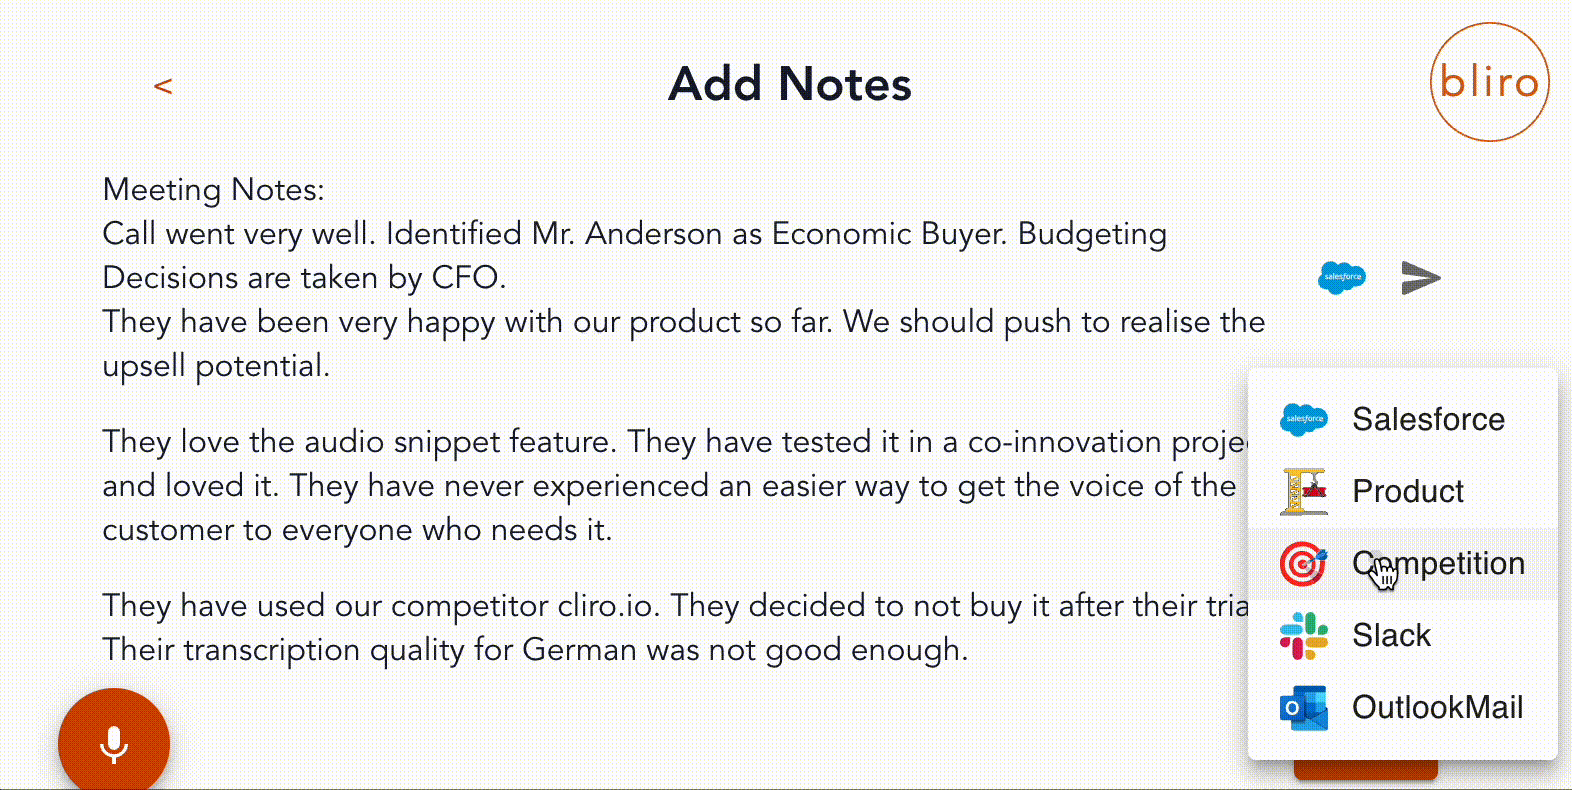 <
Add Notes
bliro
Meeting Notes:
Call went very well. Identified Mr. Anderson as Economic Buyer. Budgeting
Decisions are taken by CFO.
salesforce
They have been very happy with our product so far. We should push to realise the
upsell potential.
They love the audio snippet feature. They have tested it in a co-innovation
and loved it. They have never experienced an easier way to get the voice of the
customer to everyone who needs it.
They have used our competitor cliro.io. They decided to not buy it after their
Their transcription quality for German was not good enough.
salesforce Salesforce
Product
Competition
Slack
O OutlookMail